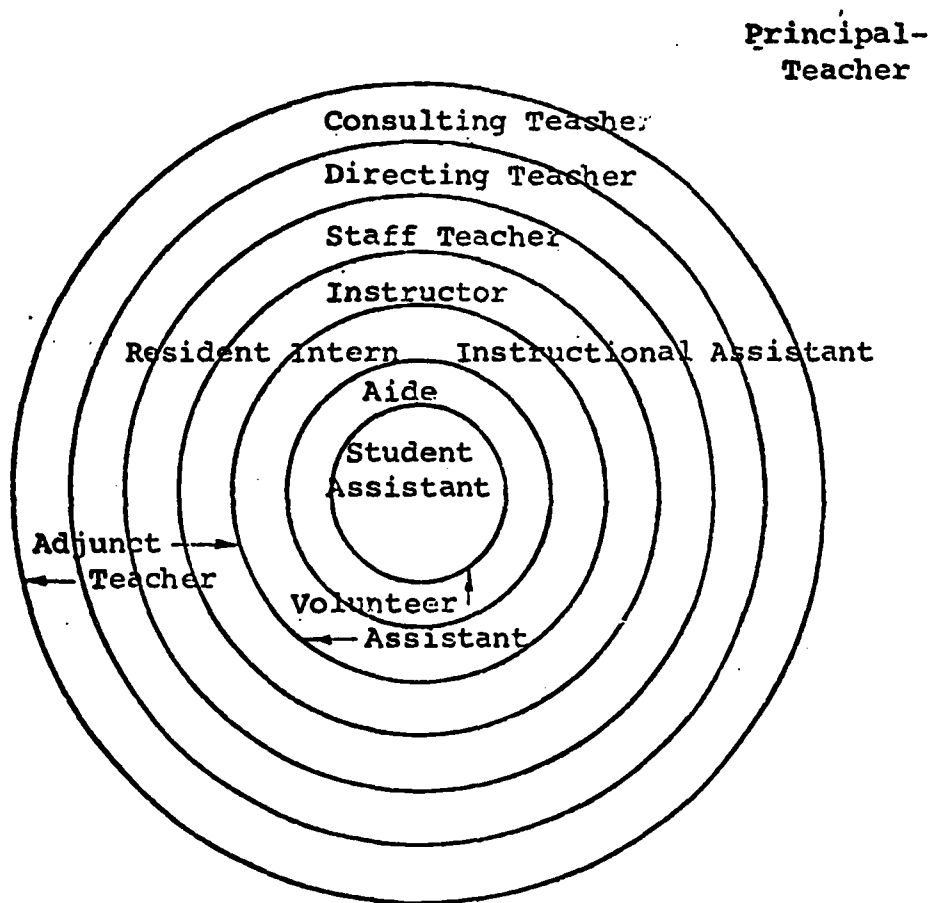 Principal-
Teacher
Consulting Teacher
Directing Teacher
Staff Teacher
Instructor
Resident Intern Instructional Assistant
Aide
Student
Assistant
Adjunct
Teacher
Volunteer
Assistant